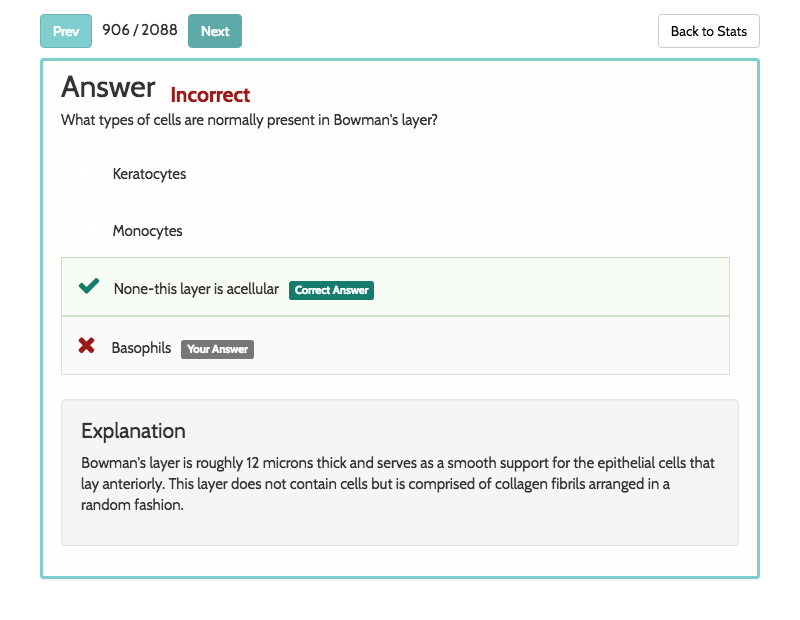 Prev 906 / 2088 Next Back to Stats
Answer Incorrect
What types of cells are normally present in Bowman's layer?
Keratocytes
Monocytes
None-this layer is acellular Correct Answer
Basophils Your Answer
Explanation
Bowman's layer is roughly 12 microns thick and serves as a smooth support for the epithelial cells that
lay anteriorly. This layer does not contain cells but is comprised of collagen fibrils arranged in a
random fashion.